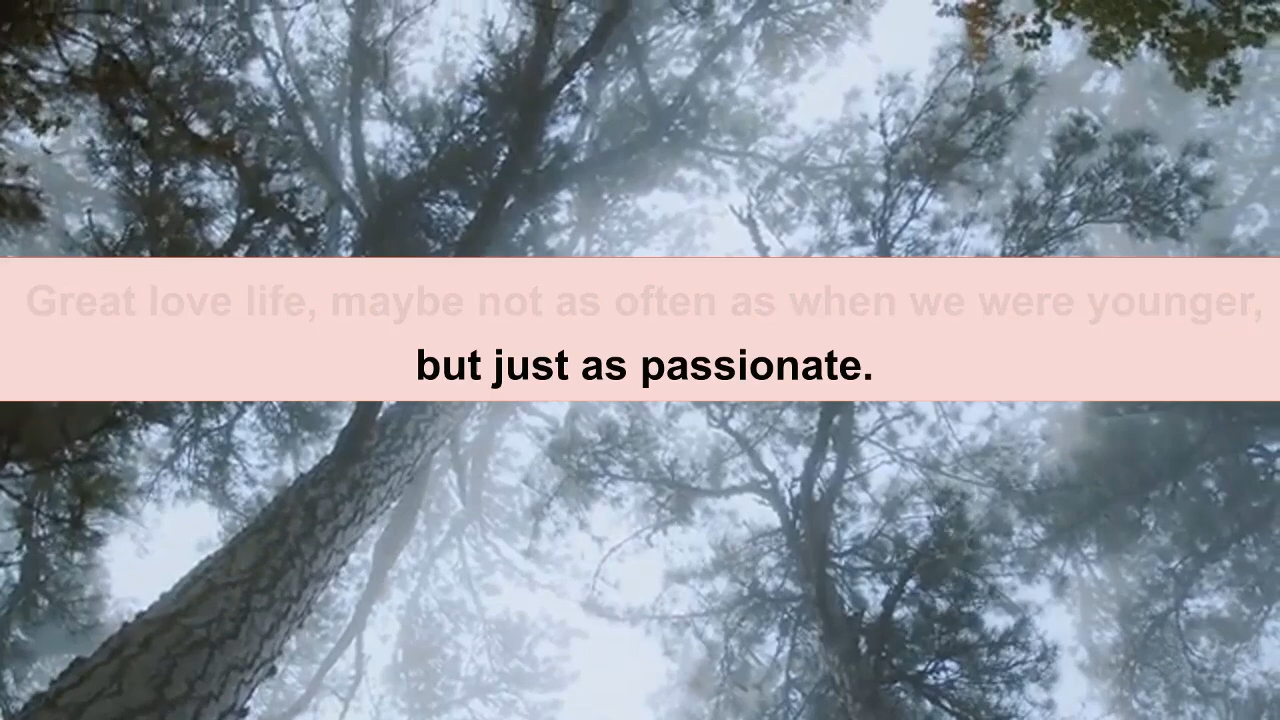 Great love life, maybe not as often as when we were younger,
but just as passionate.